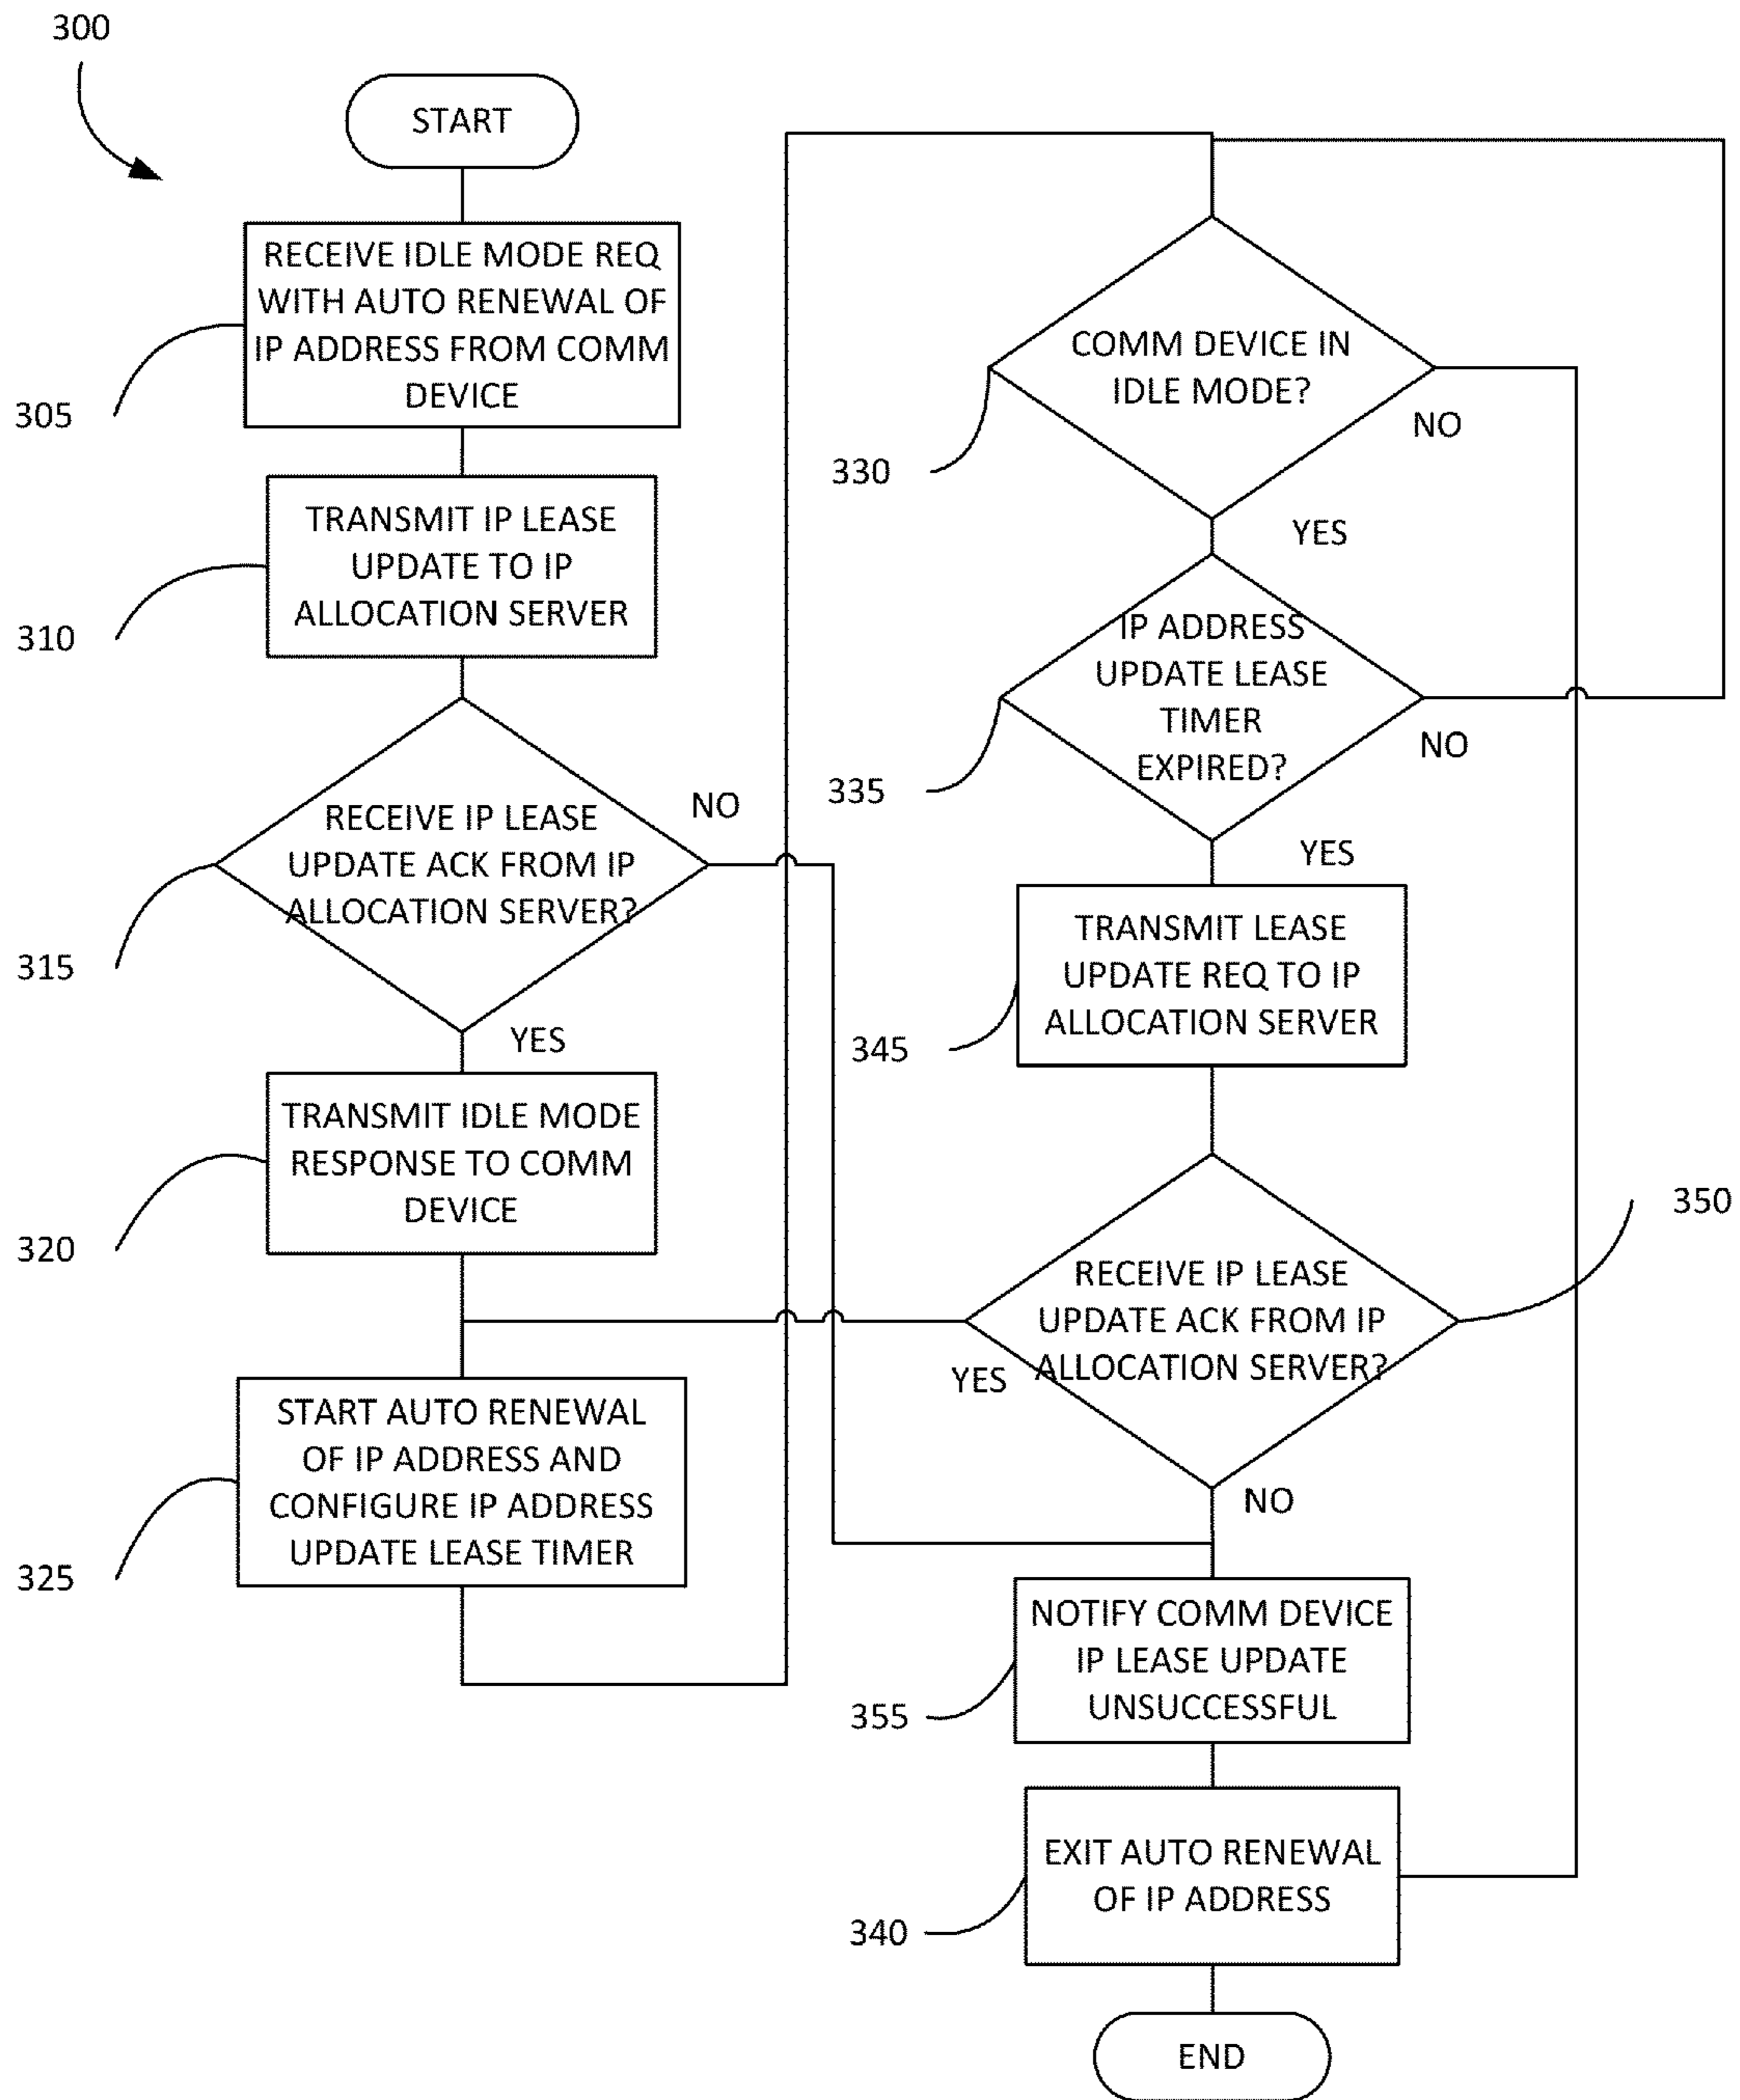 300
START
RECEIVE IDLE MODE REQ
WITH AUTO RENEWAL OF
IP ADDRESS FROM COMM
DEVICE
305
TRANSMIT IP LEASE
UPDATE TO IP
ALLOCATION SERVER
310
RECEIVE IP LEASE
UPDATE ACK FROM IP
ALLOCATION SERVER?
NO
315
YES
TRANSMIT IDLE MODE
RESPONSE TO COMM
DEVICE
320
START AUTO RENEWAL
OF IP ADDRESS AND
CONFIGURE IP ADDRESS
UPDATE LEASE TIMER
325
COMM DEVICE IN
IDLE MODE?
NO
330
YES
IP ADDRESS
UPDATE LEASE
TIMER
EXPIRED?
NO
335
YES
TRANSMIT LEASE
UPDATE REQ TO IP
ALLOCATION SERVER
345
350
RECEIVE IP LEASE
UPDATE ACK FROM IP
ALLOCATION SERVER?
YES
NO
NOTIFY COMM DEVICE
IP LEASE UPDATE
UNSUCCESSFUL
355
EXIT AUTO RENEWAL
OF IP ADDRESS
340
END